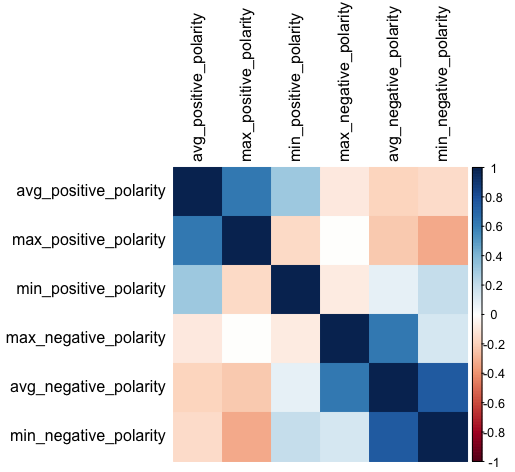 avg_positive_polarity
max_positive_polarity
min_positive_polarity
max_negative_polarity
avg_negative_polarity
min_negative_polarity
avg_positive_polarity
max_positive_polarity
min_positive_polarity
max_negative_polarity
avg_negative_polarity
min_negative_polarity
1
0.8
0.6
0.4
0.2
0
-0.2
-0.4
-0.6
-0.8
-1